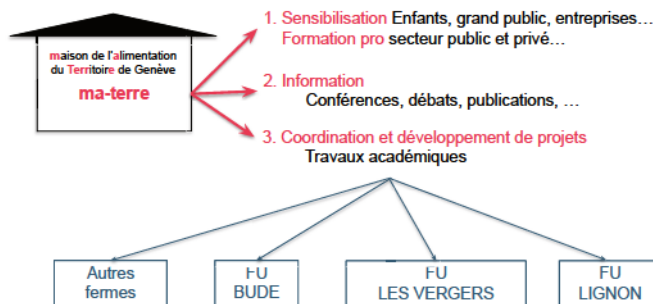 maison de l'alimentation
du Territoire de Genève
ma-terre
1. Sensibilisation Enfants, grand public, entreprises…
Formation pro secteur public et privé…
2. Information
Conférences, débats, publications, …
3. Coordination et développement de projets
Travaux académiques
Autres
fermes
FU
BUDE
FU
LES VERGERS
FU
LIGNON